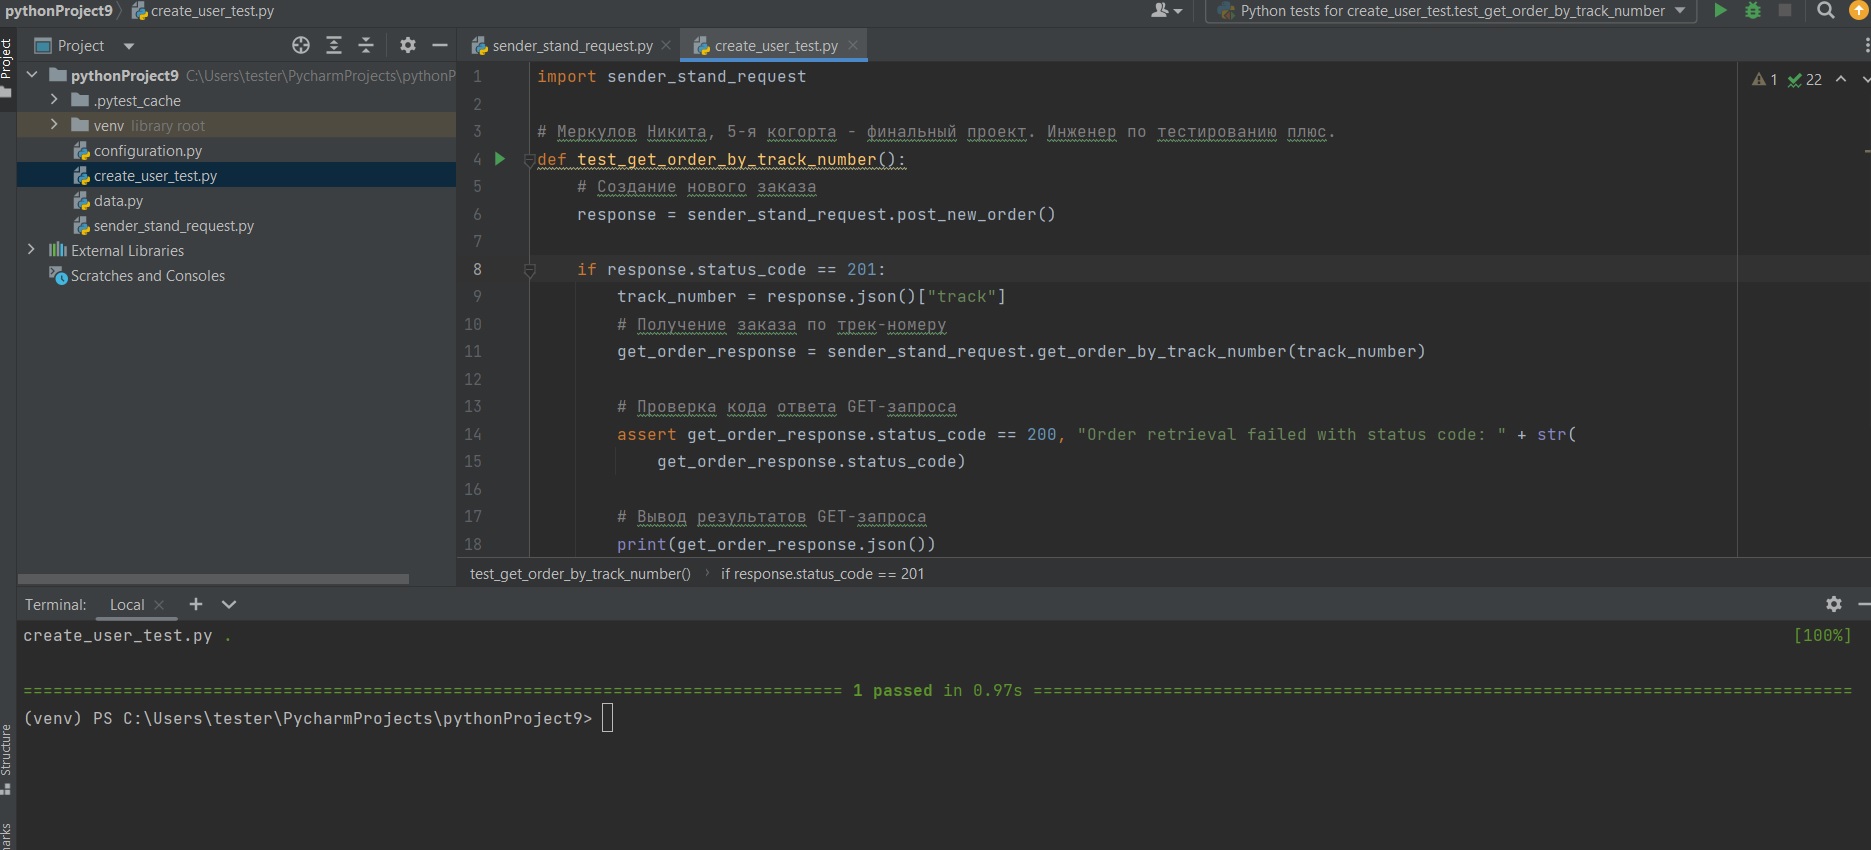 pythonProject9 create_user_test.py
Python tests for create_user_test.test_get_order_by_track_number
Project
Project
sender_stand_request.py
create_user_test.py
pythonProject9 C:\Users\tester\PycharmProjects\pythonP
.pytest_cache
venv library root
configuration.py
create_user_test.py
data.py
sender_stand_request.py
External Libraries
Scratches and Consoles
1 22
1 import sender_stand_request
2
3 # Меркулов Никита, 5-я когорта - финальный проект. Инженер по тестированию плюс.
4 def test_get_order_by_track_number():
5 # Создание нового заказа
6 response = sender_stand_request.post_new_order()
7
8 if response.status_code == 201:
9 track_number = response.json()["track"]
10 # Получение заказа по трек-номеру
11 get_order_response = sender_stand_request.get_order_by_track_number(track_number)
12
13 # Проверка кода ответа GET-запроса
14 assert get_order_response.status_code == 200, "Order retrieval failed with status code: " + str(
15 get_order_response.status_code)
16
17 # Вывод результатов GET-запроса
18 print(get_order_response.json())
test_get_order_by_track_number() › if response.status_code == 201
Terminal: Local
create_user_test.py . [100%]
================================================================================== 1 passed in 0.97s ==================================================================================
(venv) PS C:\Users\tester\PycharmProjects\pythonProject9>
Structure
marks